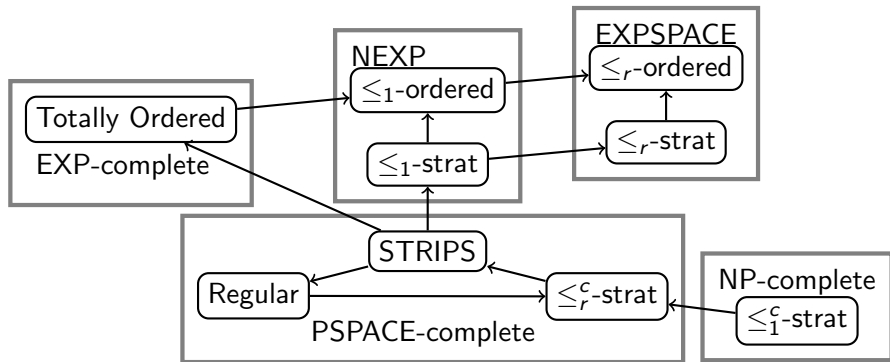 EXPSPACE
NEXP
≤r-ordered
≤1-ordered
Totally Ordered
≤r-strat
EXP-complete
≤1-strat
STRIPS
NP-complete
Regular
≤ᶜr-strat
≤ᶜ1-strat
PSPACE-complete